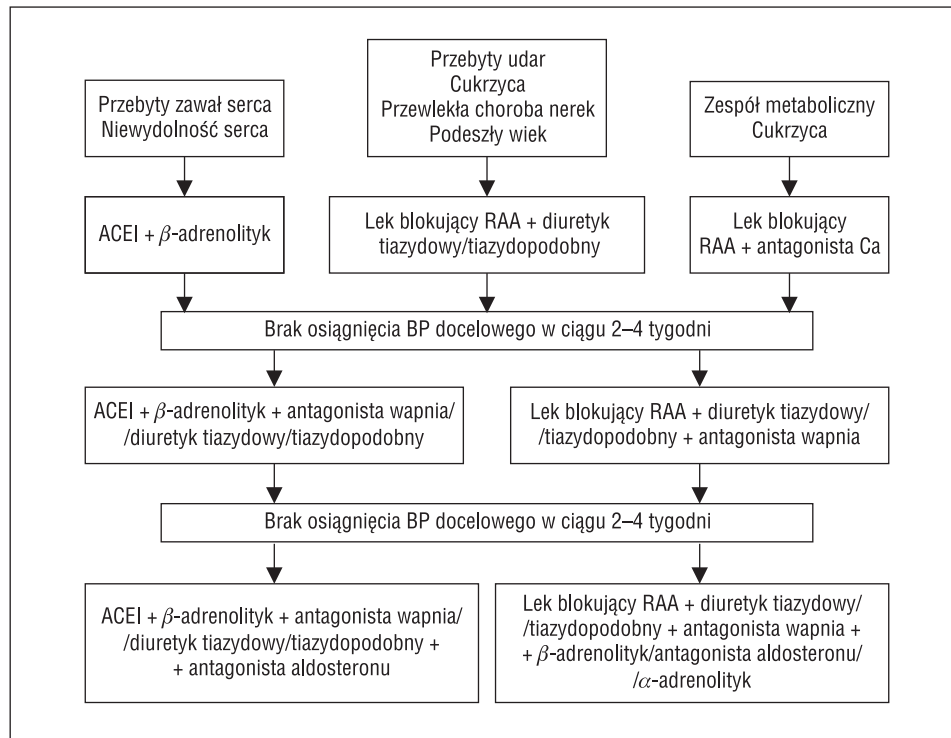 Przebyty zawał serca
Niewydolność serca
Przebyty udar
Cukrzyca
Przewlekła choroba nerek
Podeszły wiek
Zespół metaboliczny
Cukrzyca
ACEI + β-adrenolityk
Lek blokujący RAA + diuretyk
tiazydowy/tiazydopodobny
Lek blokujący
RAA + antagonista Ca
Brak osiągnięcia BP docelowego w ciągu 2–4 tygodni
ACEI + β-adrenolityk + antagonista wapnia/
/diuretyk tiazydowy/tiazydopodobny
Lek blokujący RAA + diuretyk tiazydowy/
/tiazydopodobny + antagonista wapnia
Brak osiągnięcia BP docelowego w ciągu 2–4 tygodni
ACEI + β-adrenolityk + antagonista wapnia/
/diuretyk tiazydowy/tiazydopodobny +
+ antagonista aldosteronu
Lek blokujący RAA + diuretyk tiazydowy/
/tiazydopodobny + antagonista wapnia +
+ β-adrenolityk/antagonista aldosteronu/
/α-adrenolityk